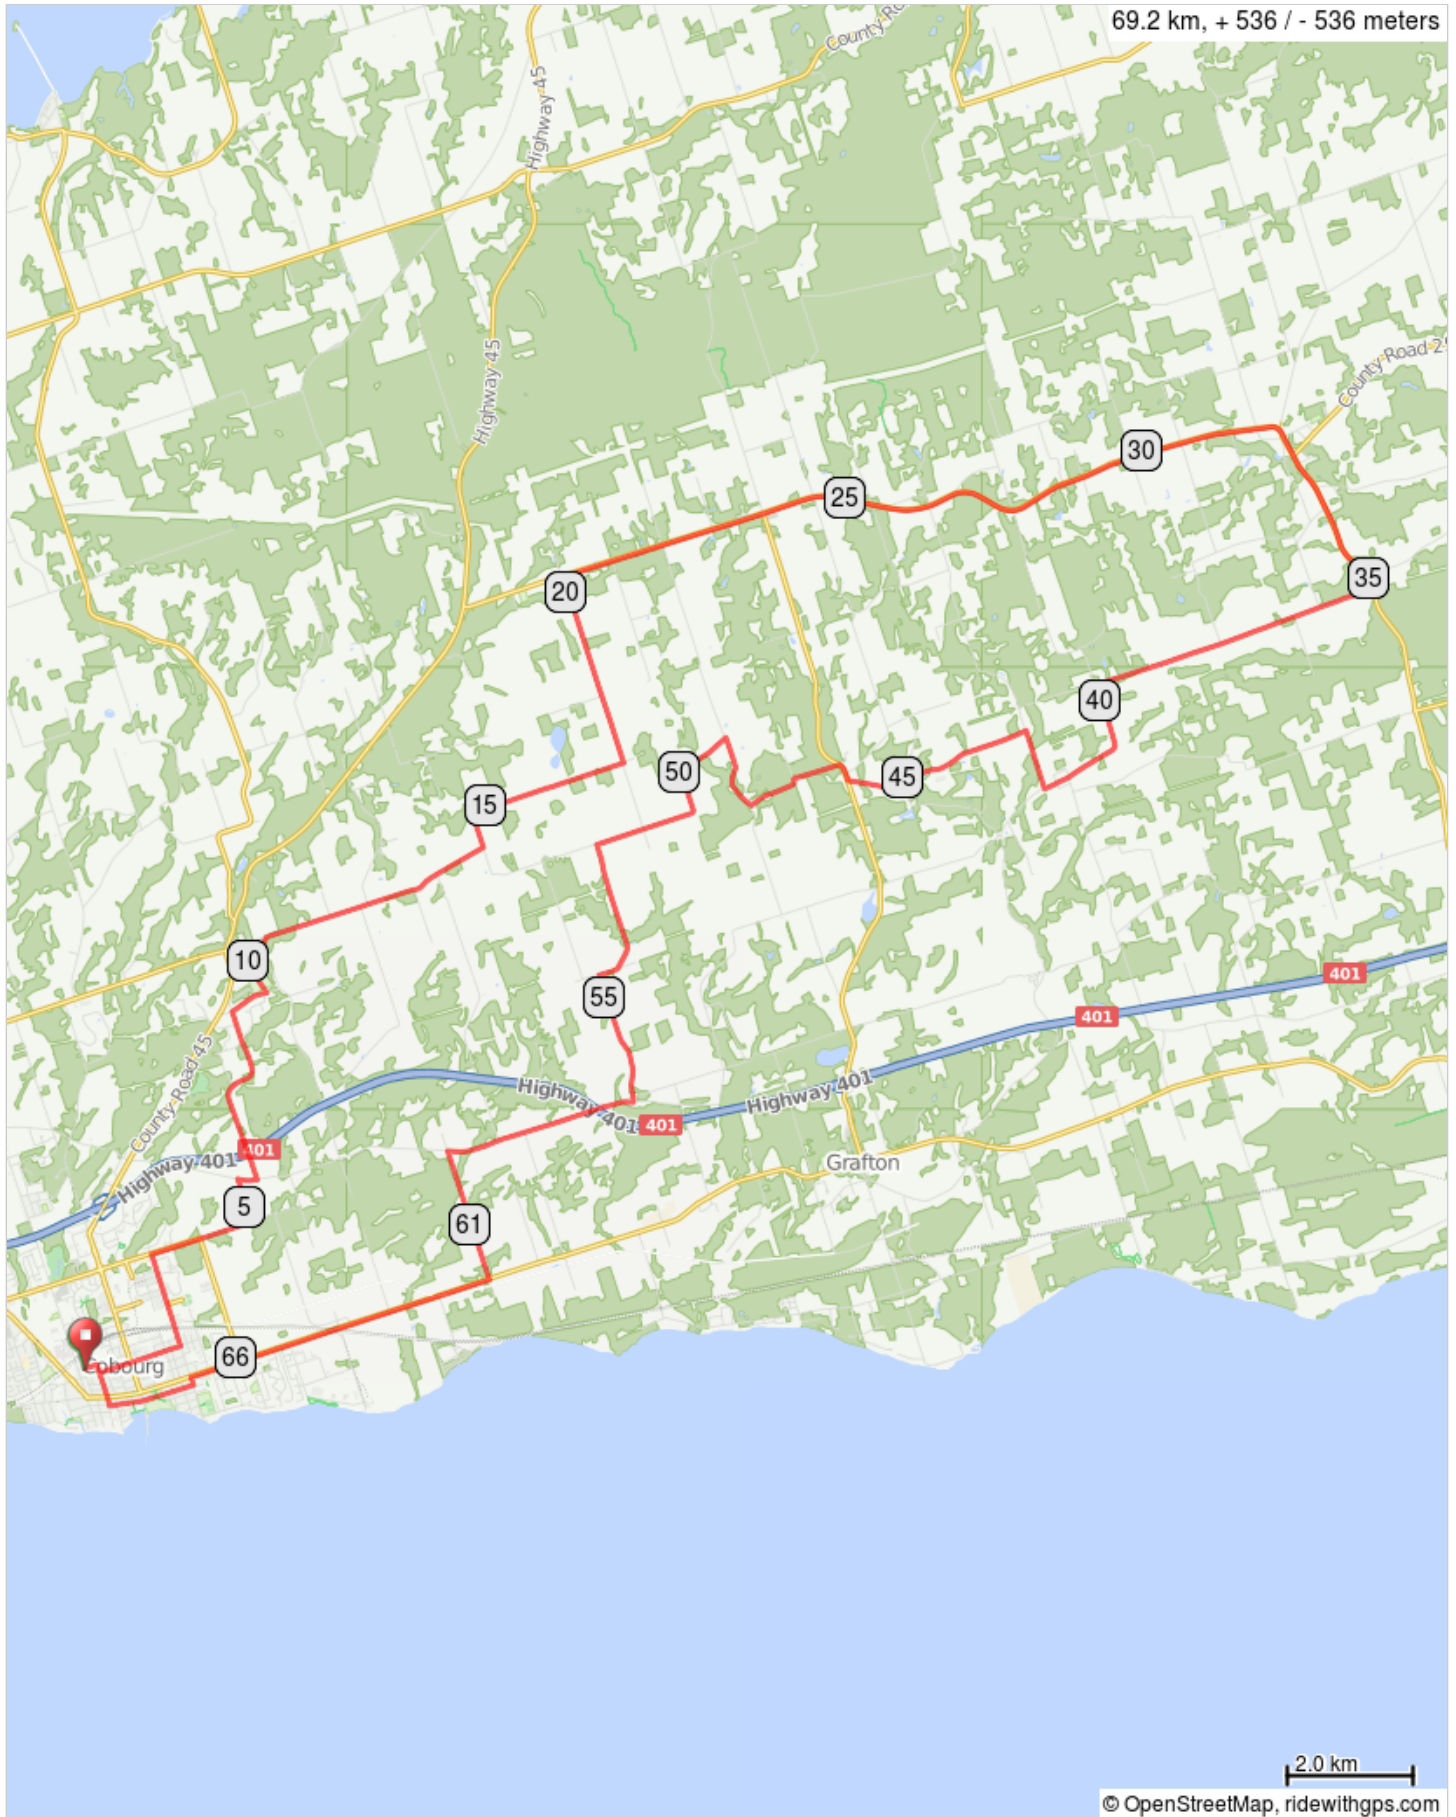 69.2 km, + 536 / - 536 meters
County Ro
Highway 45
Highway 45
County Road 2
30
25
35
20
40
50
45
15
10
55
401
401
County Road 45
Highway 401
Highway 401
401
401
Highway 401
Grafton
5
61
66
Cobourg
2.0 km
© OpenStreetMap, ridewithgps.com